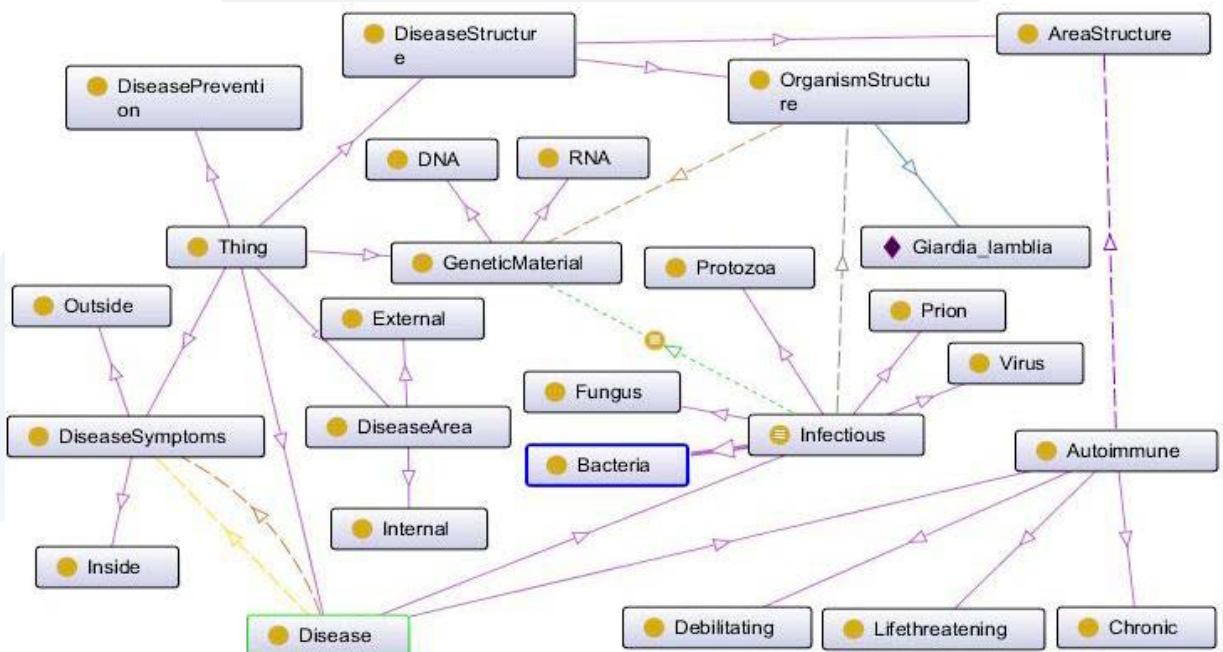 DiseaseStructur
e
AreaStructure
DiseasePreventi
on
OrganismStructu
re
DNA
RNA
Thing
GeneticMaterial
Protozoa
Giardia_lamblia
Outside
External
Prion
Virus
Fungus
DiseaseSymptoms
DiseaseArea
Infectious
Autoimmune
Bacteria
Internal
Inside
Disease
Debilitating
Lifethreatening
Chronic